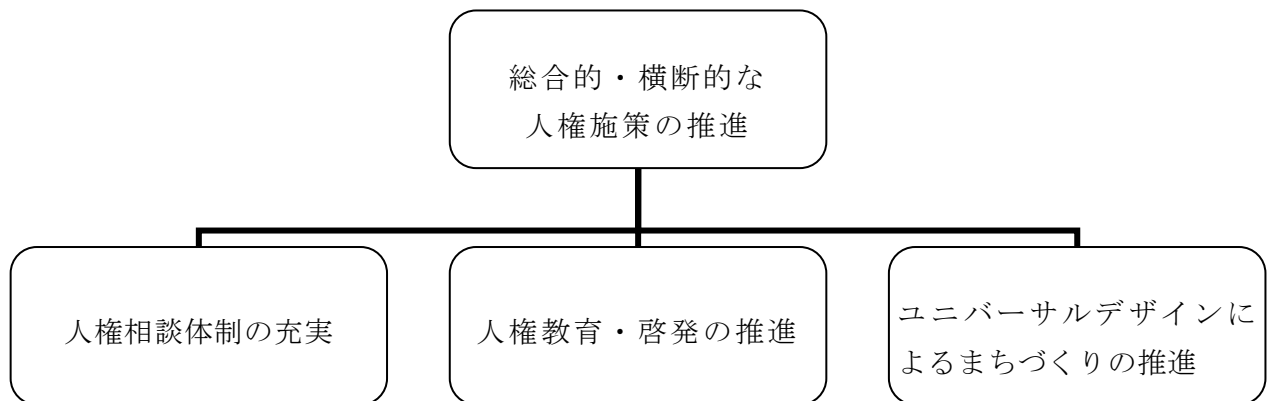 総合的・横断的な
人権施策の推進
人権相談体制の充実
人権教育・啓発の推進
ユニバーサルデザインに
よるまちづくりの推進